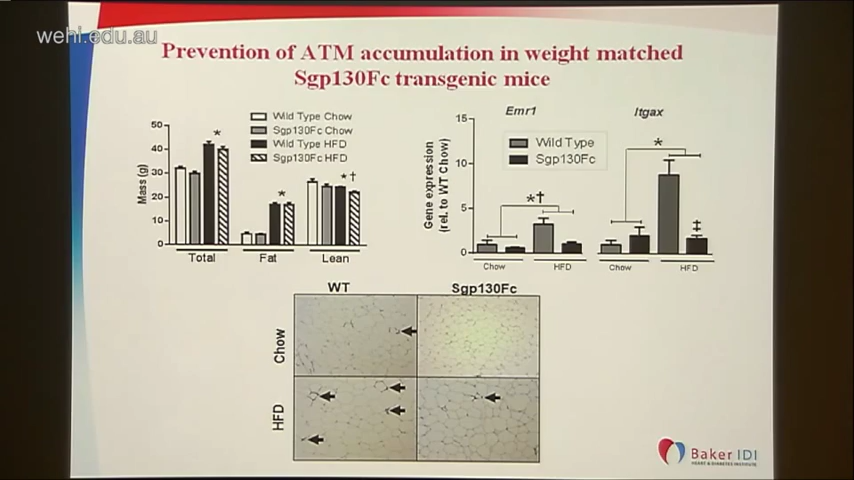 wehi.edu.au
Prevention of ATM accumulation in weight matched
Sgp130Fc transgenic mice
Wild Type Chow
Sgp130Fc Chow
Wild Type HFD
Sgp130Fc HFD
Mass (g)
50
40
30
20
10
0
*
*
*†
Total
Fat
Lean
Emr1
Itgax
Gene expression
(rel. to WT Chow)
15
10
5
0
Wild Type
Sgp130Fc
*†
*
‡
Chow
HFD
Chow
HFD
WT
Sgp130Fc
Chow
HFD
Baker IDI
HEART & DIABETES INSTITUTE